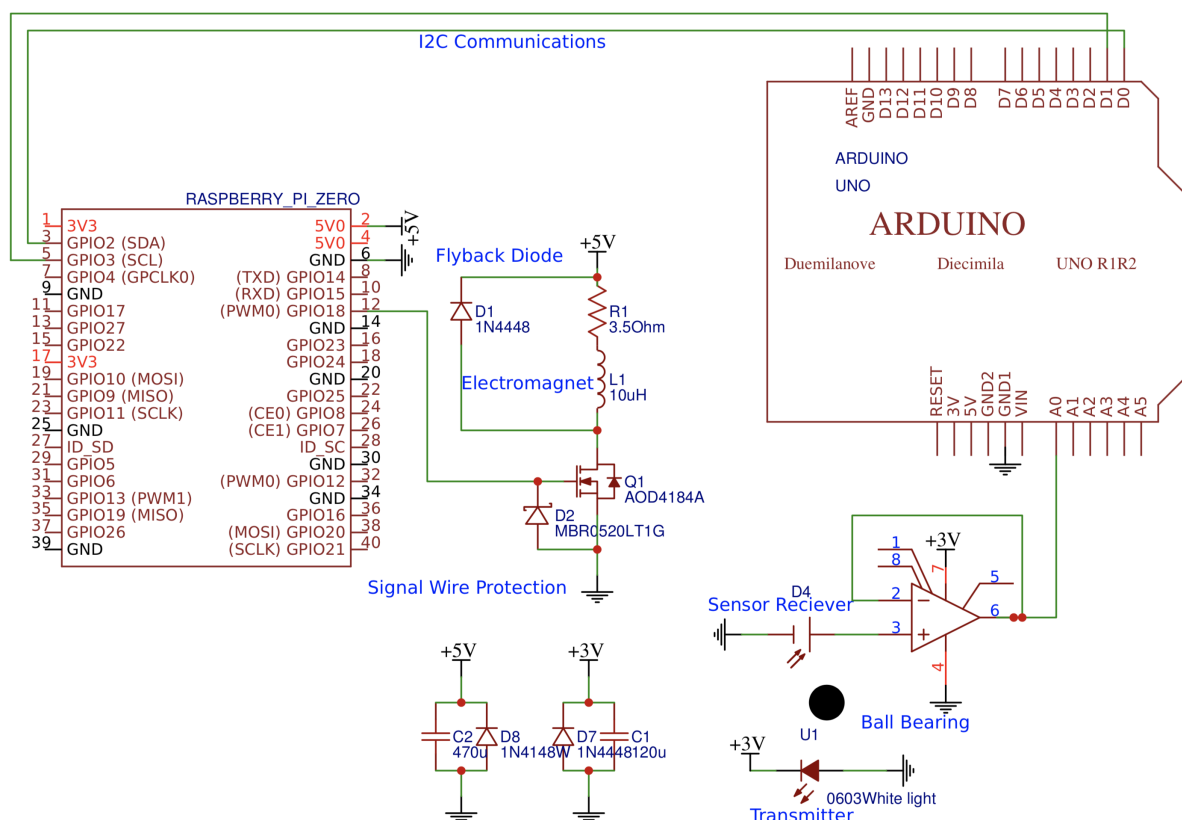 I2C Communications
AREF
GND
D13
D12
D11
D10
D9
D8
D7
D6
D5
D4
D3
D2
D1
D0
ARDUINO
UNO
ARDUINO
Duemilanove
Diecimila
UNO R1R2
RESET
3V
5V
GND2
GND1
VIN
A0
A1
A2
A3
A4
A5
RASPBERRY_PI_ZERO
1 3V3 5V0 2 +5V
3 GPIO2 (SDA) 5V0 4
5 GPIO3 (SCL) GND 6
7 GPIO4 (GPCLK0) (TXD) GPIO14 8
9 GND (RXD) GPIO15 10
11 GPIO17 (PWM0) GPIO18 12
13 GPIO27 GND 14
15 GPIO22 GPIO23 16
17 3V3 GPIO24 18
19 GPIO10 (MOSI) GND 20
21 GPIO9 (MISO) GPIO25 22
23 GPIO11 (SCLK) (CE0) GPIO8 24
25 GND (CE1) GPIO7 26
27 ID_SD ID_SC 28
29 GPIO5 GND 30
31 GPIO6 (PWM0) GPIO12 32
33 GPIO13 (PWM1) GND 34
35 GPIO19 (MISO) GPIO16 36
37 GPIO26 (MOSI) GPIO20 38
39 GND (SCLK) GPIO21 40
+5V
Flyback Diode
D1
1N4448
R1
3.5Ohm
Electromagnet
L1
10uH
Q1
AOD4184A
D2
MBR0520LT1G
Signal Wire Protection
+5V
C2
470u
D8
1N4148W
+3V
D7
1N4448
C1
120u
Sensor Reciever
D4
+3V
1
8
7
5
2
6
3
4
Ball Bearing
U1
+3V
0603White light
Transmitter